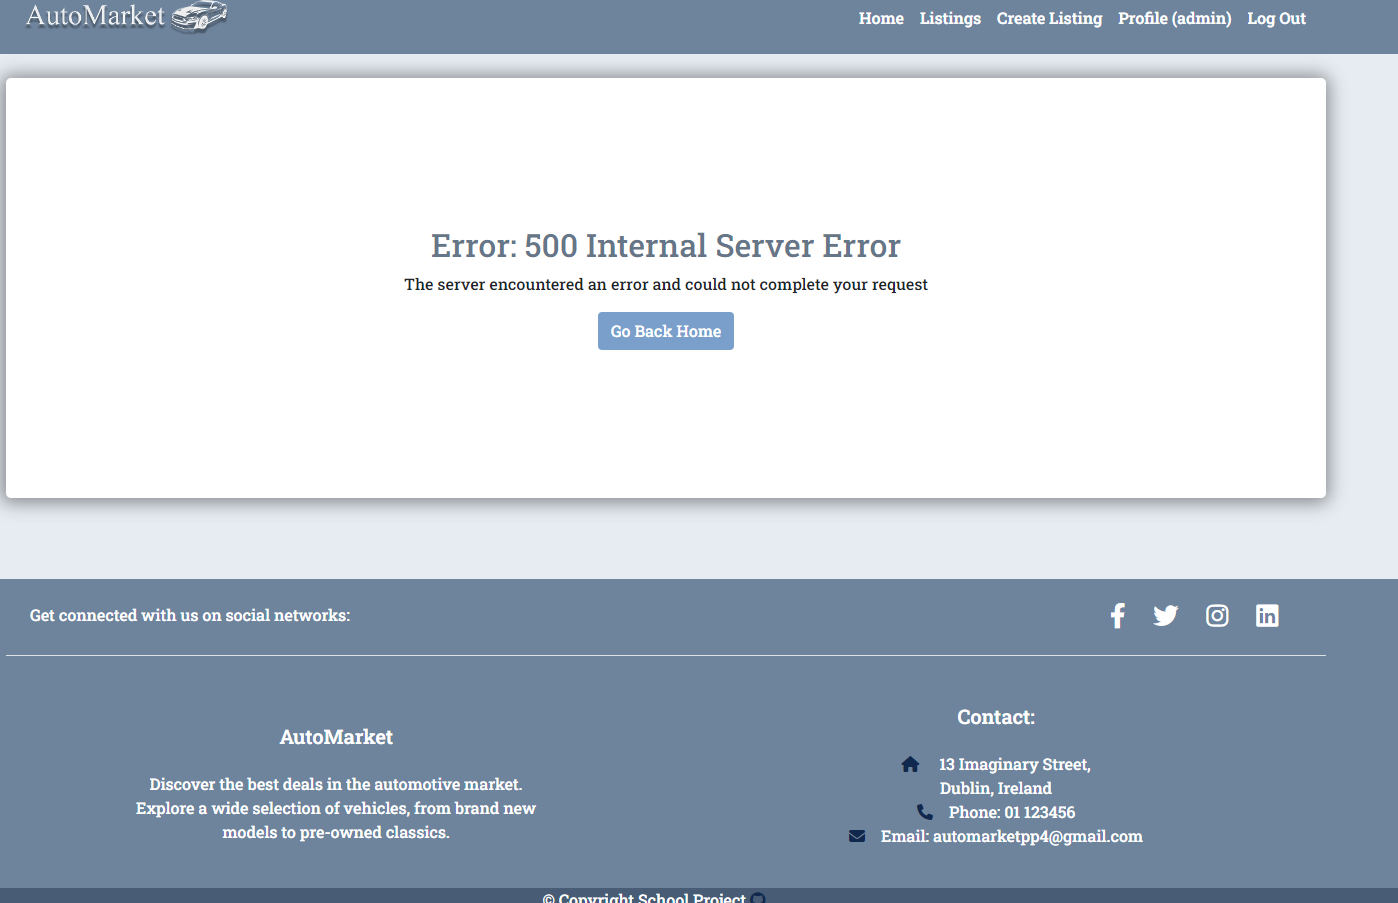 AutoMarket
Home Listings Create Listing Profile (admin) Log Out
Error: 500 Internal Server Error
The server encountered an error and could not complete your request
Go Back Home
Get connected with us on social networks:
AutoMarket
Discover the best deals in the automotive market.
Explore a wide selection of vehicles, from brand new
models to pre-owned classics.
Contact:
13 Imaginary Street,
Dublin, Ireland
Phone: 01 123456
Email: automarketpp4@gmail.com
© Copyright School Project